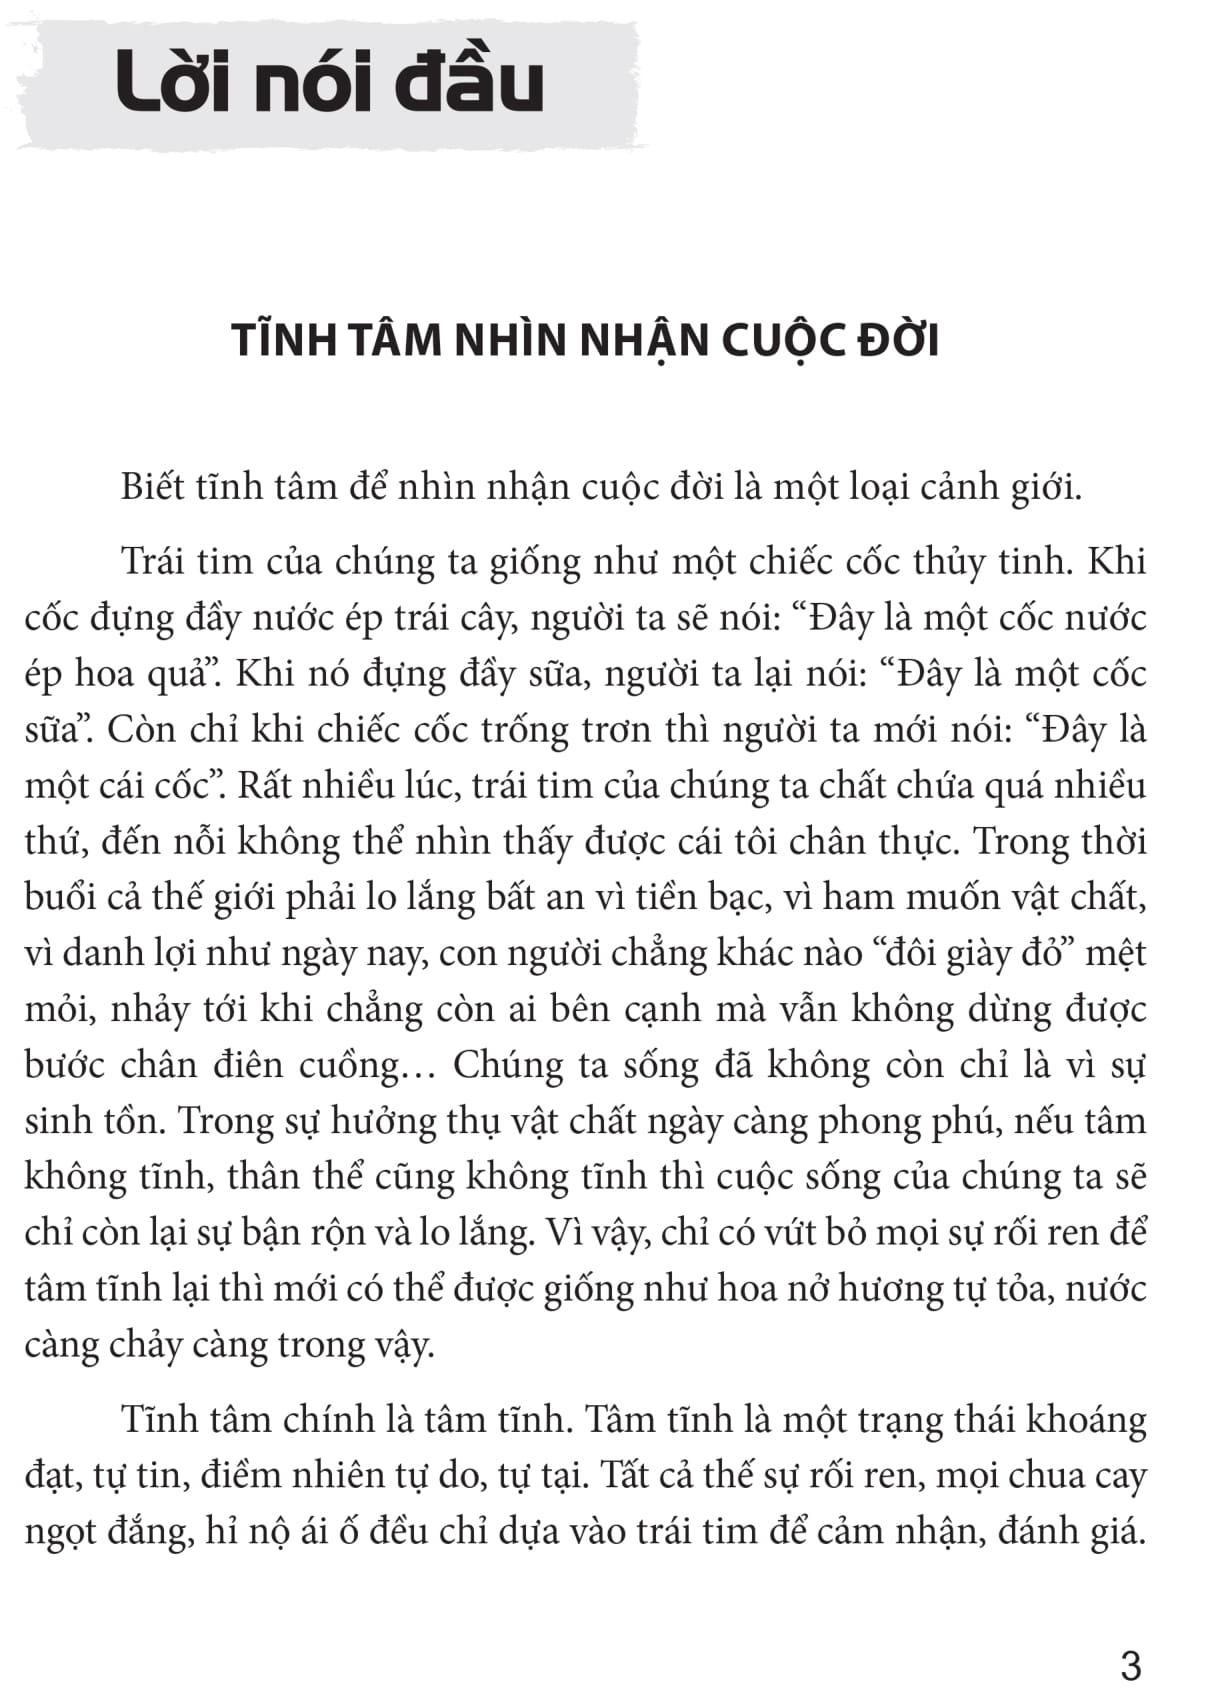 Lời nói đầu
TĨNH TÂM NHÌN NHẬN CUỘC ĐỜI
Biết tĩnh tâm để nhìn nhận cuộc đời là một loại cảnh giới.
Trái tim của chúng ta giống như một chiếc cốc thủy tinh. Khi
cốc đựng đầy nước ép trái cây, người ta sẽ nói: “Đây là một cốc nước
ép hoa quả”. Khi nó đựng đầy sữa, người ta lại nói: “Đây là một cốc
sữa”. Còn chỉ khi chiếc cốc trống trơn thì người ta mới nói: “Đây là
một cái cốc”. Rất nhiều lúc, trái tim của chúng ta chất chứa quá nhiều
thứ, đến nỗi không thể nhìn thấy được cái tôi chân thực. Trong thời
buổi cả thế giới phải lo lắng bất an vì tiền bạc, vì ham muốn vật chất,
vì danh lợi như ngày nay, con người chẳng khác nào “đôi giày đỏ” mệt
mỏi, nhảy tới khi chẳng còn ai bên cạnh mà vẫn không dừng được
bước chân điên cuồng… Chúng ta sống đã không còn chỉ là vì sự
sinh tồn. Trong sự hưởng thụ vật chất ngày càng phong phú, nếu tâm
không tĩnh, thân thể cũng không tĩnh thì cuộc sống của chúng ta sẽ
chỉ còn lại sự bận rộn và lo lắng. Vì vậy, chỉ có vứt bỏ mọi sự rối ren để
tâm tĩnh lại thì mới có thể được giống như hoa nở hương tự tỏa, nước
càng chảy càng trong vậy.
Tĩnh tâm chính là tâm tĩnh. Tâm tĩnh là một trạng thái khoáng
đạt, tự tin, điềm nhiên tự do, tự tại. Tất cả thế sự rối ren, mọi chua cay
ngọt đắng, hỉ nộ ái ố đều chỉ dựa vào trái tim để cảm nhận, đánh giá.
3